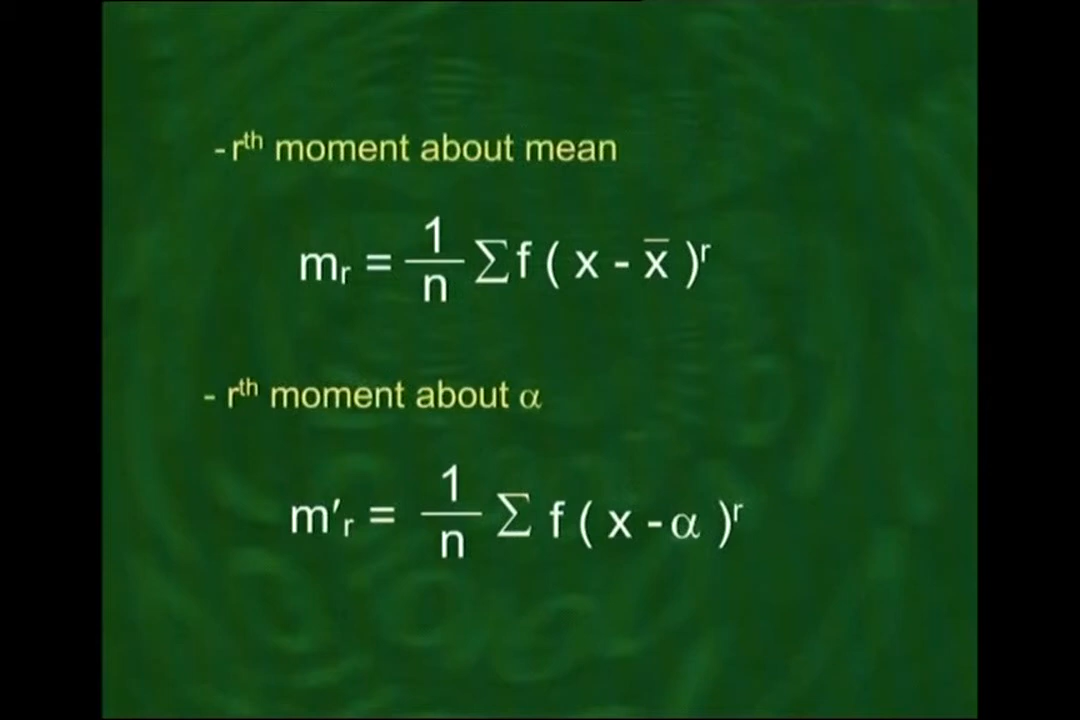 - rᵗʰ moment about mean
mᵣ = 1/n Σf ( x - x̄ )ʳ
- rᵗʰ moment about α
m′ᵣ = 1/n Σ f ( x - α )ʳ